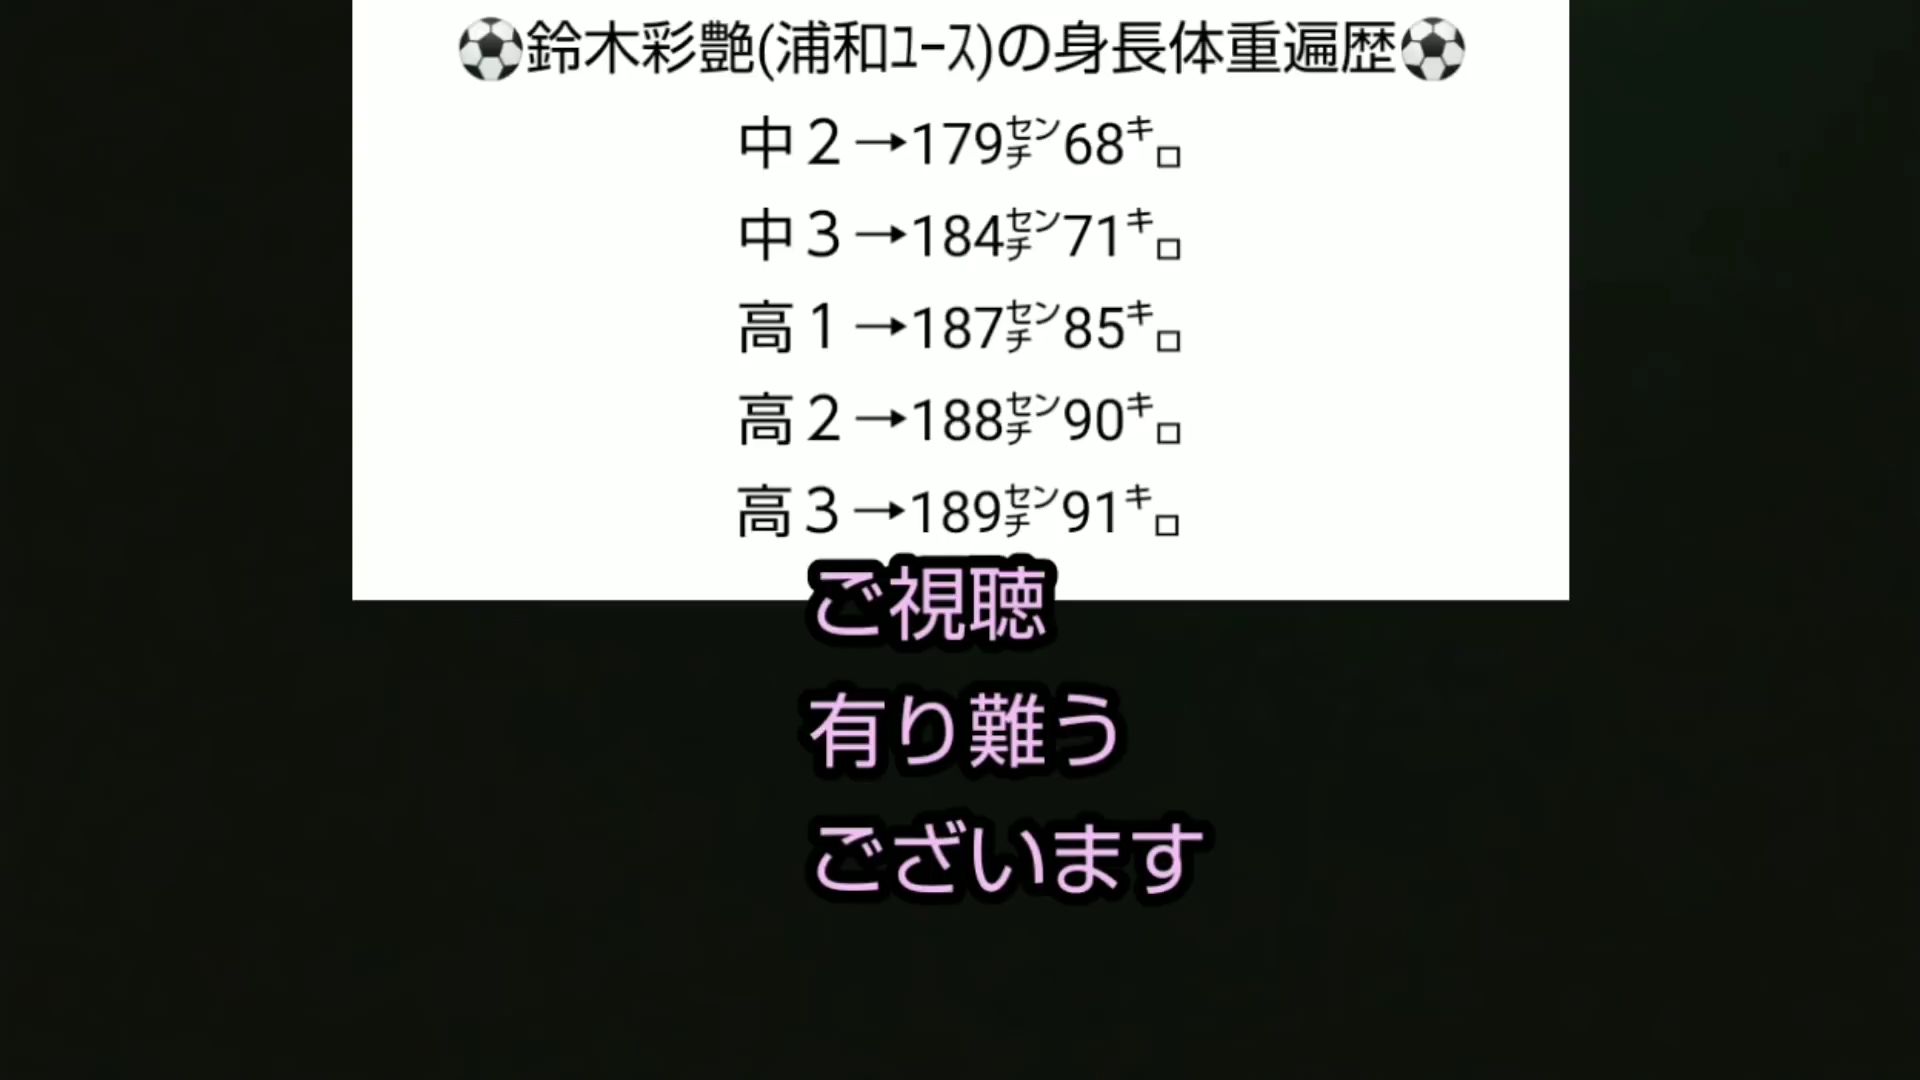 ⚽鈴木彩艶(浦和ﾕｰｽ)の身長体重遍歴⚽
中２→179㌢68㌔
中３→184㌢71㌔
高１→187㌢85㌔
高２→188㌢90㌔
高３→189㌢91㌔
ご視聴
有り難う
ございます